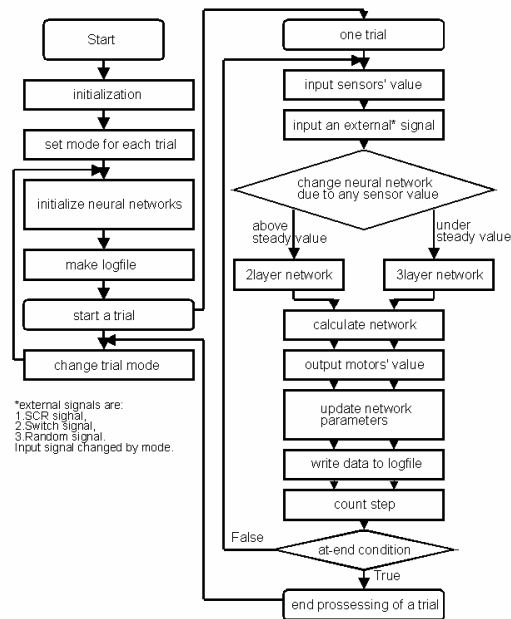 Start
initialization
set mode for each trial
initialize neural networks
make logfile
start a trial
change trial mode
*external signals are:
1.SCR signal,
2.Switch signal,
3.Random signal.
Input signal changed by mode.
one trial
input sensors' value
input an external* signal
change neural network
due to any sensor value
above
steady value
under
steady value
2layer network
3layer network
calculate network
output motors' value
update network
parameters
write data to logfile
count step
False
at-end condition
True
end prossessing of a trial